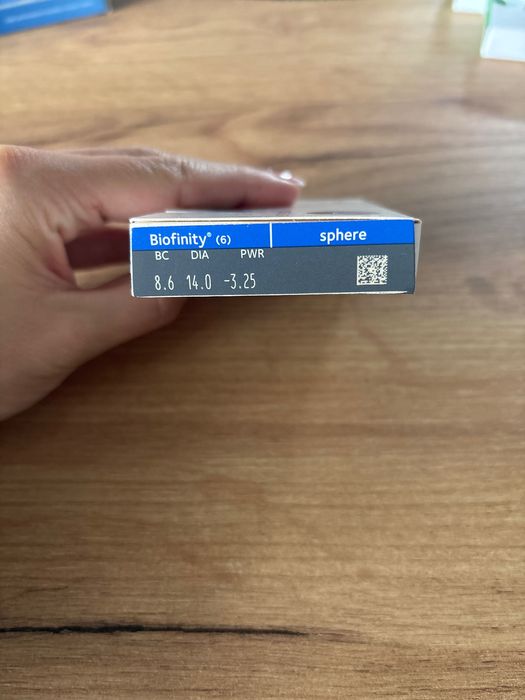 Biofinity® (6) sphere
BC DIA PWR
8.6 14.0 -3.25